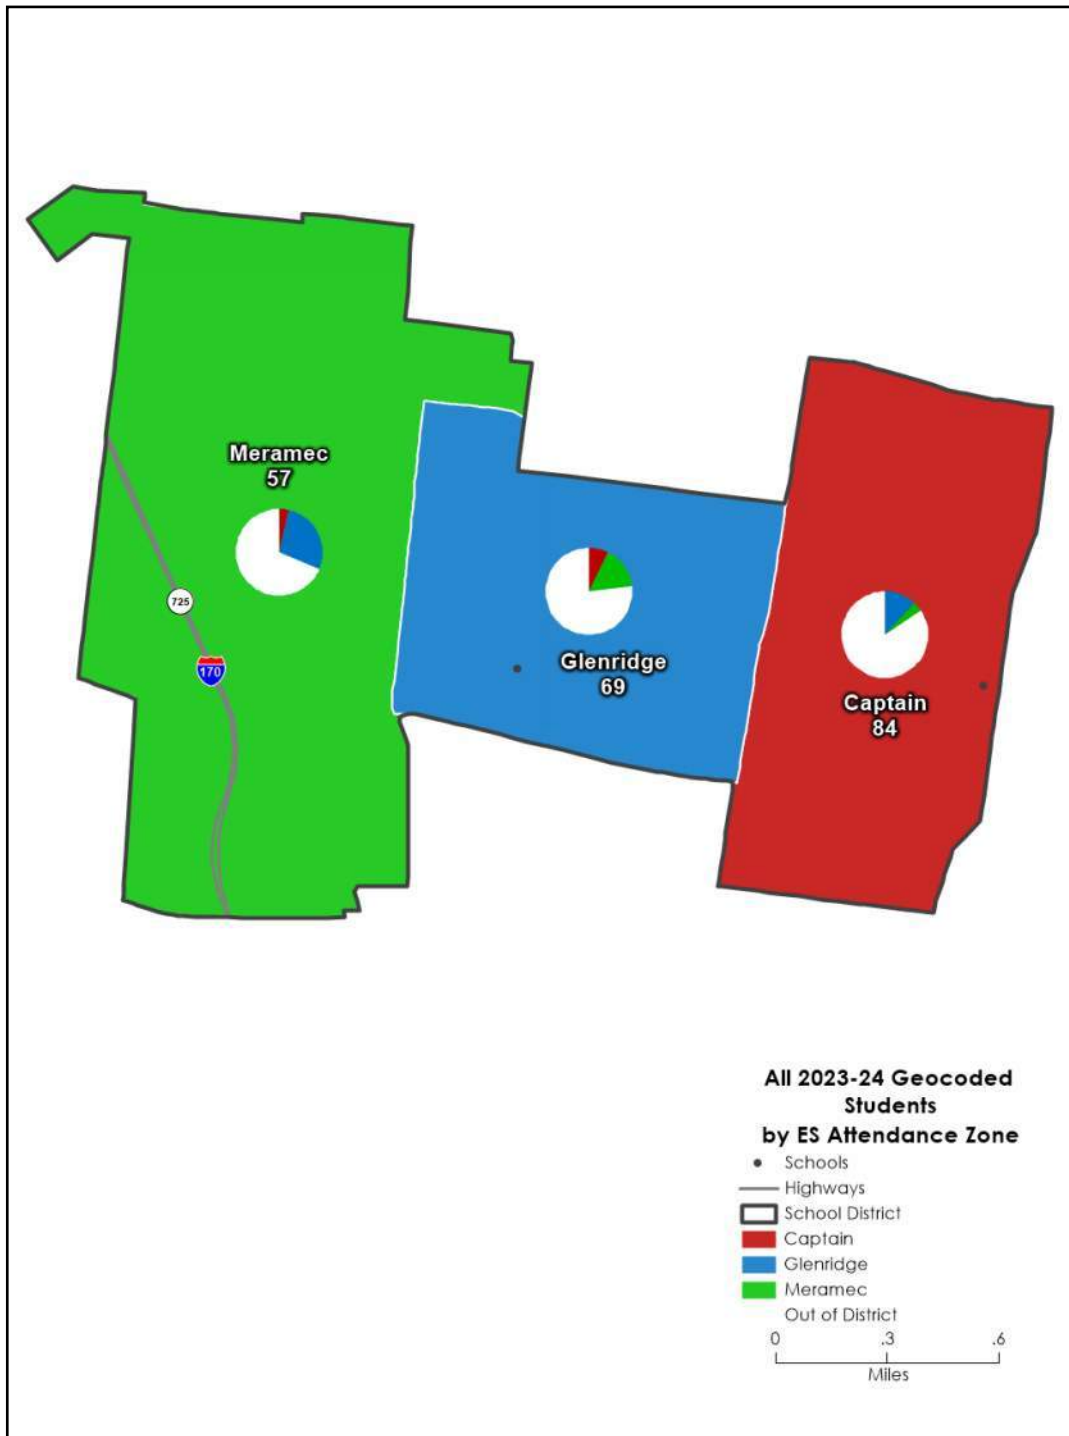 Meramec
57
725
170
Glenridge
69
Captain
84
All 2023-24 Geocoded
Students
by ES Attendance Zone
Schools
Highways
School District
Captain
Glenridge
Meramec
Out of District
0 .3 .6
Miles